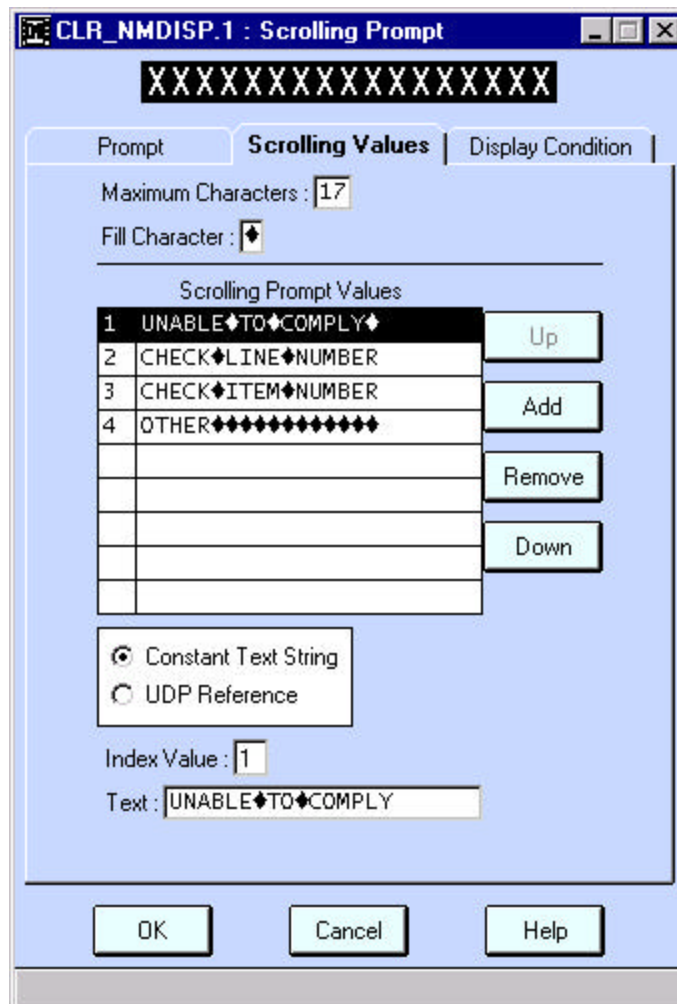 CLR_NMDISP.1 : Scrolling Prompt
XXXXXXXXXXXXXXXXX
Prompt Scrolling Values Display Condition
Maximum Characters : 17
Fill Character : ♦
Scrolling Prompt Values
1 UNABLE♦TO♦COMPLY♦
2 CHECK♦LINE♦NUMBER
3 CHECK♦ITEM♦NUMBER
4 OTHER♦♦♦♦♦♦♦♦♦♦♦♦
Up
Add
Remove
Down
Constant Text String
UDP Reference
Index Value : 1
Text : UNABLE♦TO♦COMPLY
OK Cancel Help